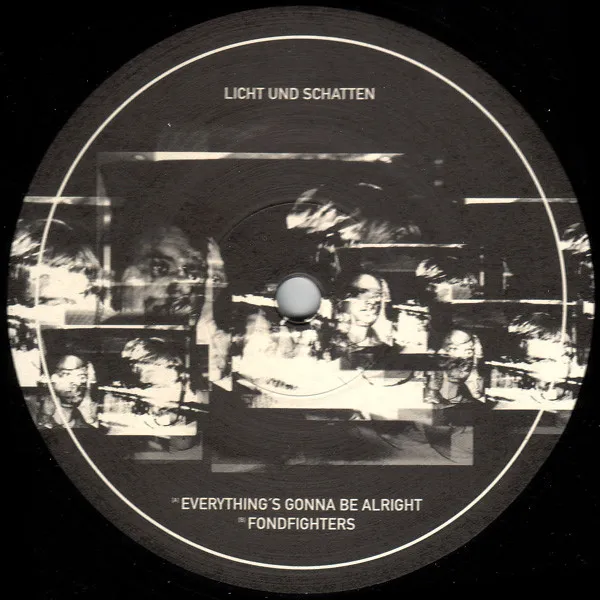 LICHT UND SCHATTEN
[A] EVERYTHING´S GONNA BE ALRIGHT
[B] FONDFIGHTERS